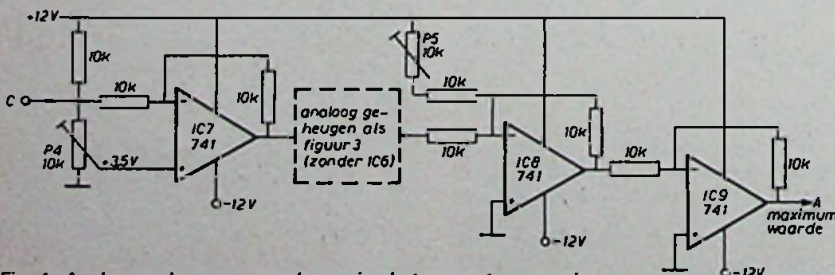 +12V
10k
C
10k
P4
10k
+3.5V
10k
IC7
741
-12V
analoog ge-
heugen als
figuur 3
(zonder IC6)
P5
10k
10k
10k
10k
IC8
741
-12V
10k
10k
IC9
741
A
maximum
waarde
-12V